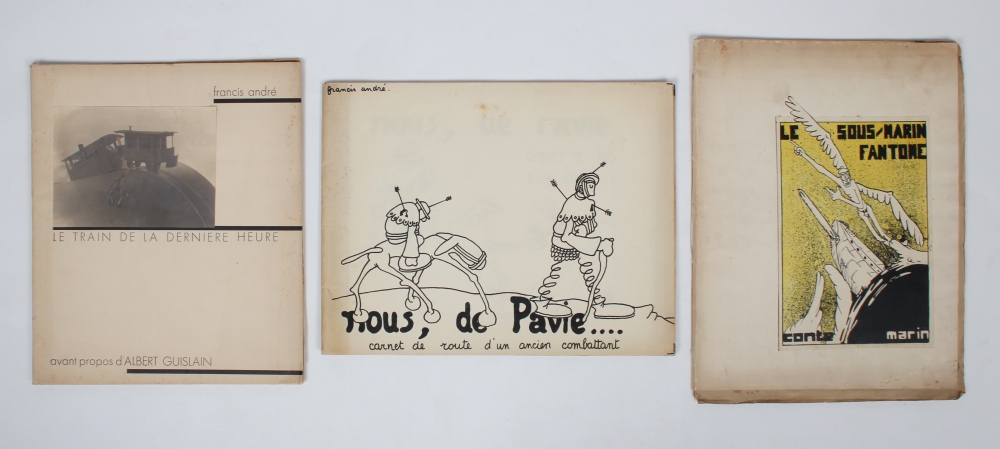 francis andré
LE TRAIN DE LA DERNIERE HEURE
avant propos d'ALBERT GUISLAIN
francis andré.
nous, de Pavie....
carnet de route d'un ancien combattant
LE SOUS-MARIN
FANTOME
conte marin